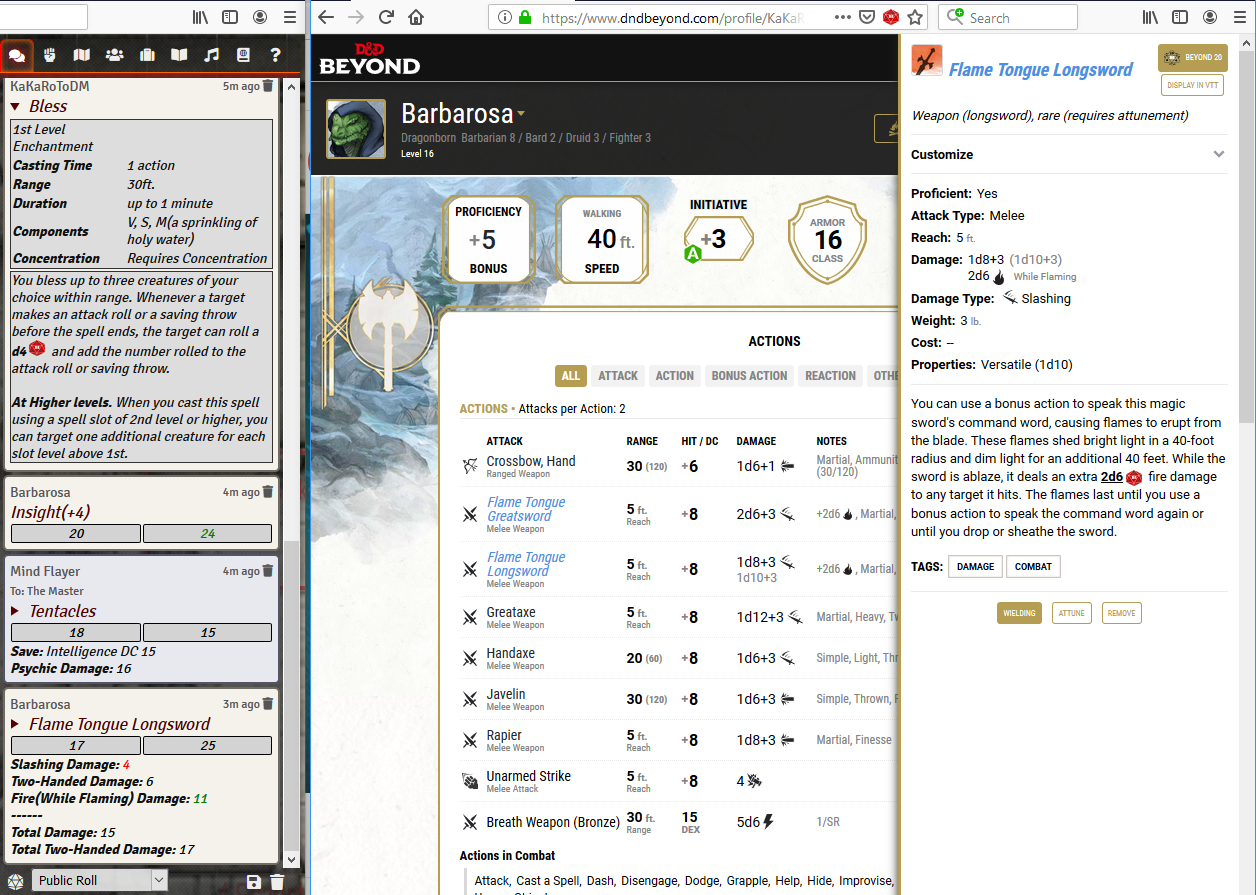 KaKaRoToDM 5m ago
Bless
1st Level
Enchantment
Casting Time 1 action
Range 30ft.
Duration up to 1 minute
Components V, S, M(a sprinkling of
holy water)
Concentration Requires Concentration
You bless up to three creatures of your
choice within range. Whenever a target
makes an attack roll or a saving throw
before the spell ends, the target can roll a
d4 and add the number rolled to the
attack roll or saving throw.
At Higher levels. When you cast this spell
using a spell slot of 2nd level or higher, you
can target one additional creature for each
slot level above 1st.
Barbarosa 4m ago
Insight(+4)
20 24
Mind Flayer 4m ago
To: The Master
Tentacles
18 15
Save: Intelligence DC 15
Psychic Damage: 16
Barbarosa 3m ago
Flame Tongue Longsword
17 25
Slashing Damage: 4
Two-Handed Damage: 6
Fire(While Flaming) Damage: 11
------
Total Damage: 15
Total Two-Handed Damage: 17
Public Roll
https://www.dndbeyond.com/profile/KaKaR
Search
D&D
BEYOND
Barbarosa
Dragonborn Barbarian 8 / Bard 2 / Druid 3 / Fighter 3
Level 16
PROFICIENCY
+5
BONUS
WALKING
40 ft.
SPEED
INITIATIVE
+3
A
ARMOR
16
CLASS
ACTIONS
ALL ATTACK ACTION BONUS ACTION REACTION OTHE
ACTIONS • Attacks per Action: 2
ATTACK RANGE HIT / DC DAMAGE NOTES
Crossbow, Hand 30 (120) +6 1d6+1 Martial, Ammunit
Ranged Weapon (30/120)
Flame Tongue
Greatsword
Melee Weapon
5 ft.
Reach
+8 2d6+3 +2d6 , Martial,
Flame Tongue
Longsword
Melee Weapon
5 ft.
Reach
+8 1d8+3
1d10+3
+2d6 , Martial,
Greataxe 5 ft. +8 1d12+3 Martial, Heavy, Tw
Melee Weapon Reach
Handaxe 20 (60) +8 1d6+3 Simple, Light, Thr
Melee Weapon
Javelin 30 (120) +8 1d6+3 Simple, Thrown,
Melee Weapon
Rapier 5 ft. +8 1d8+3 Martial, Finesse
Melee Weapon Reach
Unarmed Strike 5 ft. +8 4
Melee Attack Reach
Breath Weapon (Bronze) 30 ft. 15 5d6 1/SR
Range DEX
Actions in Combat
Attack, Cast a Spell, Dash, Disengage, Dodge, Grapple, Help, Hide, Improvise,
Flame Tongue Longsword
BEYOND 20
DISPLAY IN VTT
Weapon (longsword), rare (requires attunement)
Customize
Proficient: Yes
Attack Type: Melee
Reach: 5 ft.
Damage: 1d8+3 (1d10+3)
2d6 While Flaming
Damage Type: Slashing
Weight: 3 lb.
Cost: --
Properties: Versatile (1d10)
You can use a bonus action to speak this magic
sword's command word, causing flames to erupt from
the blade. These flames shed bright light in a 40-foot
radius and dim light for an additional 40 feet. While the
sword is ablaze, it deals an extra 2d6 fire damage
to any target it hits. The flames last until you use a
bonus action to speak the command word again or
until you drop or sheathe the sword.
TAGS: DAMAGE COMBAT
WIELDING ATTUNE REMOVE